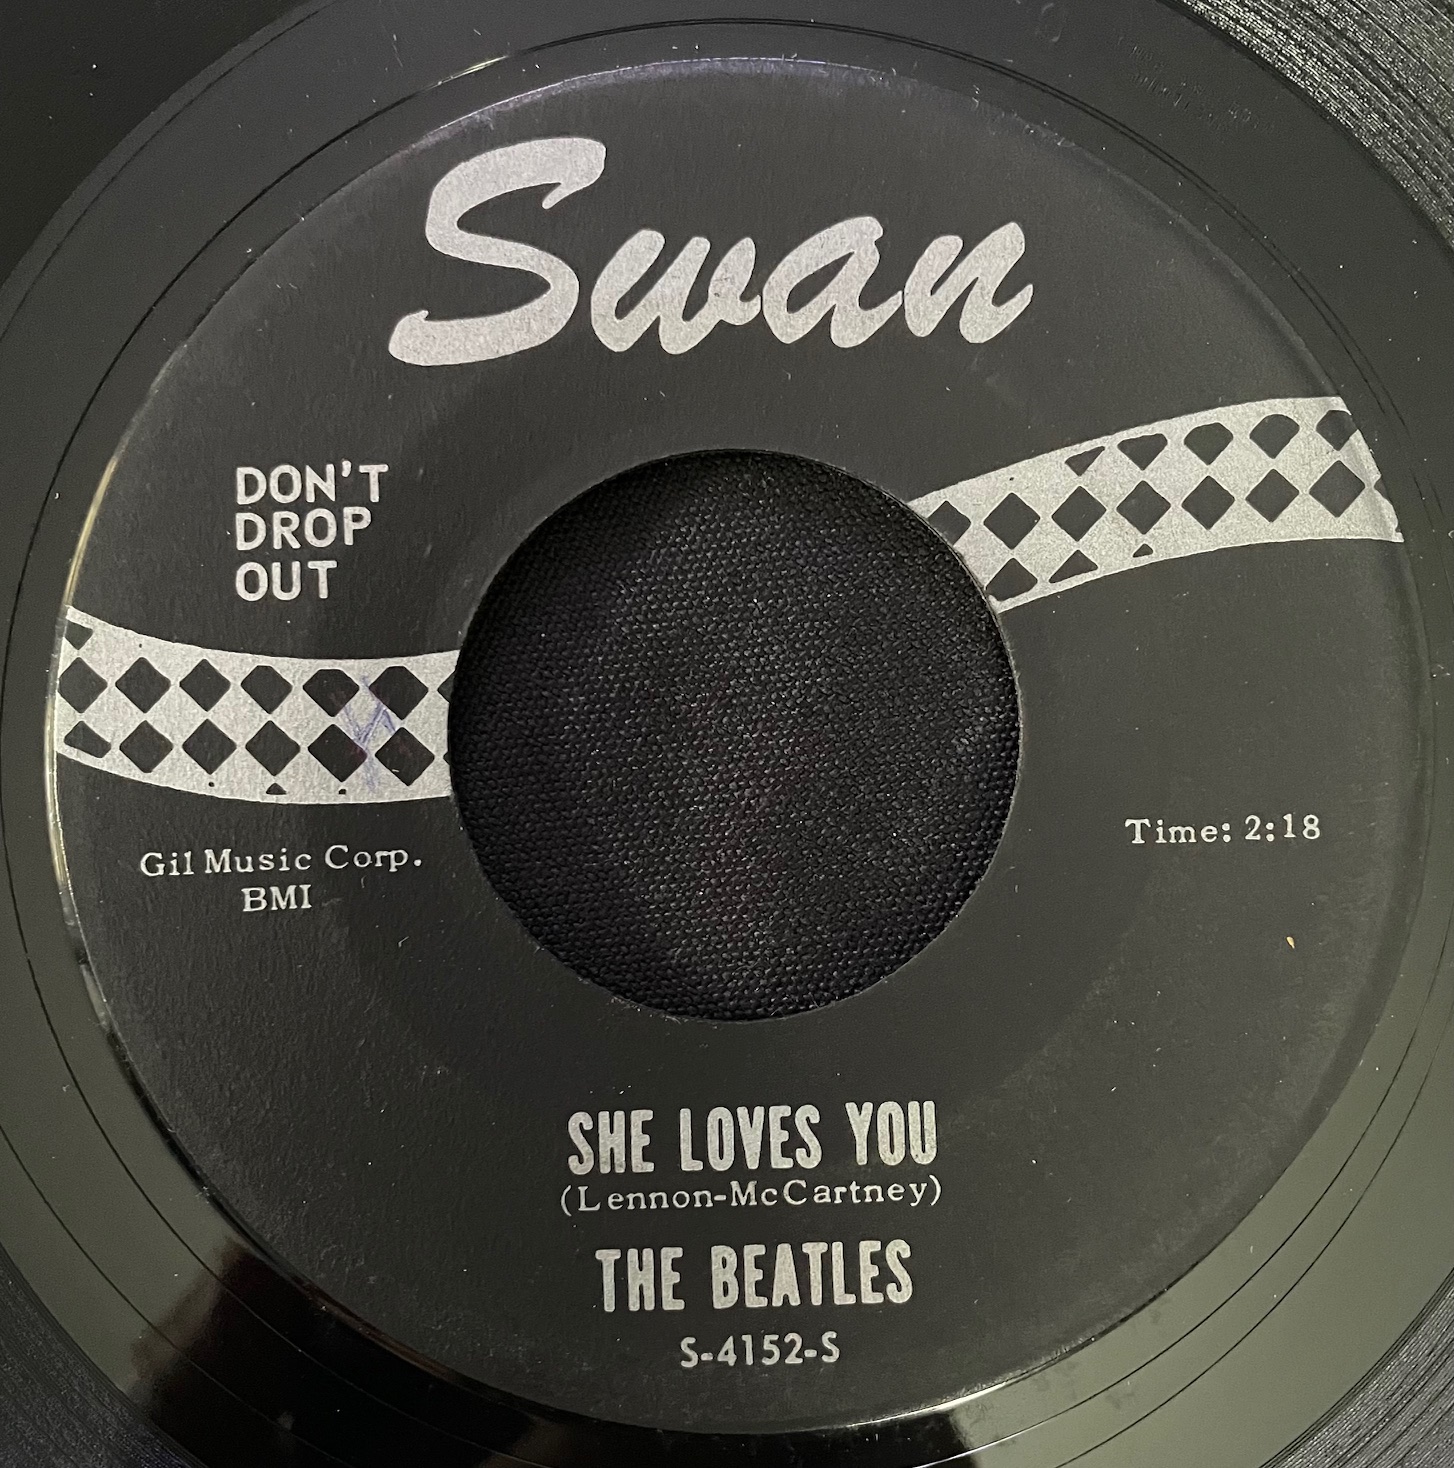 Swan
DON'T
DROP
OUT
Gil Music Corp.
BMI
Time: 2:18
SHE LOVES YOU
(Lennon-McCartney)
THE BEATLES
S-4152-S